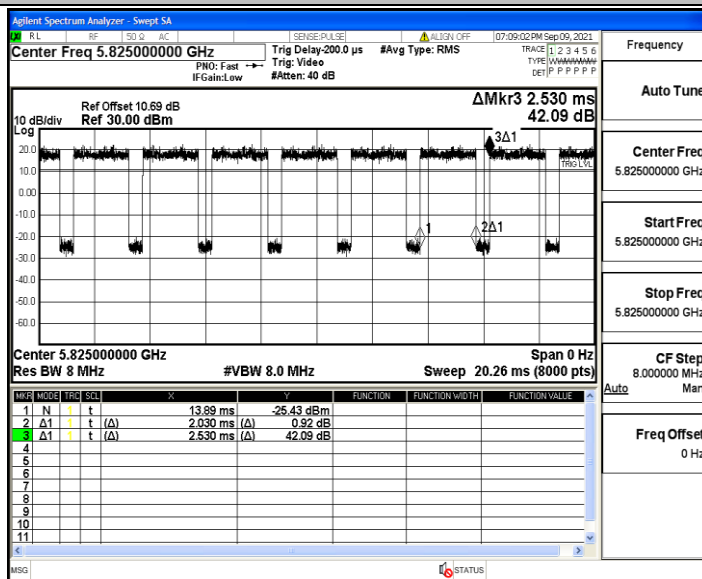 Agilent Spectrum Analyzer - Swept SA
RL RF 50 Ω AC SENSE:PULSE ALIGN OFF 07:09:02 PM Sep 09, 2021
Center Freq 5.825000000 GHz
PNO: Fast
IFGain:Low
Trig Delay-200.0 µs
Trig: Video
#Atten: 40 dB
#Avg Type: RMS
TRACE 1 2 3 4 5 6
TYPE
DET P P P P P P
Frequency
Auto Tune
Center Freq
5.825000000 GHz
Start Freq
5.825000000 GHz
Stop Freq
5.825000000 GHz
CF Step
8.000000 MHz
Auto Man
Freq Offset
0 Hz
Ref Offset 10.69 dB
10 dB/div Ref 30.00 dBm
Log
ΔMkr3 2.530 ms
42.09 dB
20.0
10.0
0.00
-10.0
-20.0
-30.0
-40.0
-50.0
-60.0
3Δ1
TRIG LVL
1
2Δ1
Center 5.825000000 GHz Span 0 Hz
Res BW 8 MHz #VBW 8.0 MHz Sweep 20.26 ms (8000 pts)
MKR MODE TRC SCL X Y FUNCTION FUNCTION WIDTH FUNCTION VALUE
1 N 1 t 13.89 ms -25.43 dBm
2 Δ1 1 t (Δ) 2.030 ms (Δ) 0.92 dB
3 Δ1 1 t (Δ) 2.530 ms (Δ) 42.09 dB
4
5
6
7
8
9
10
11
MSG STATUS